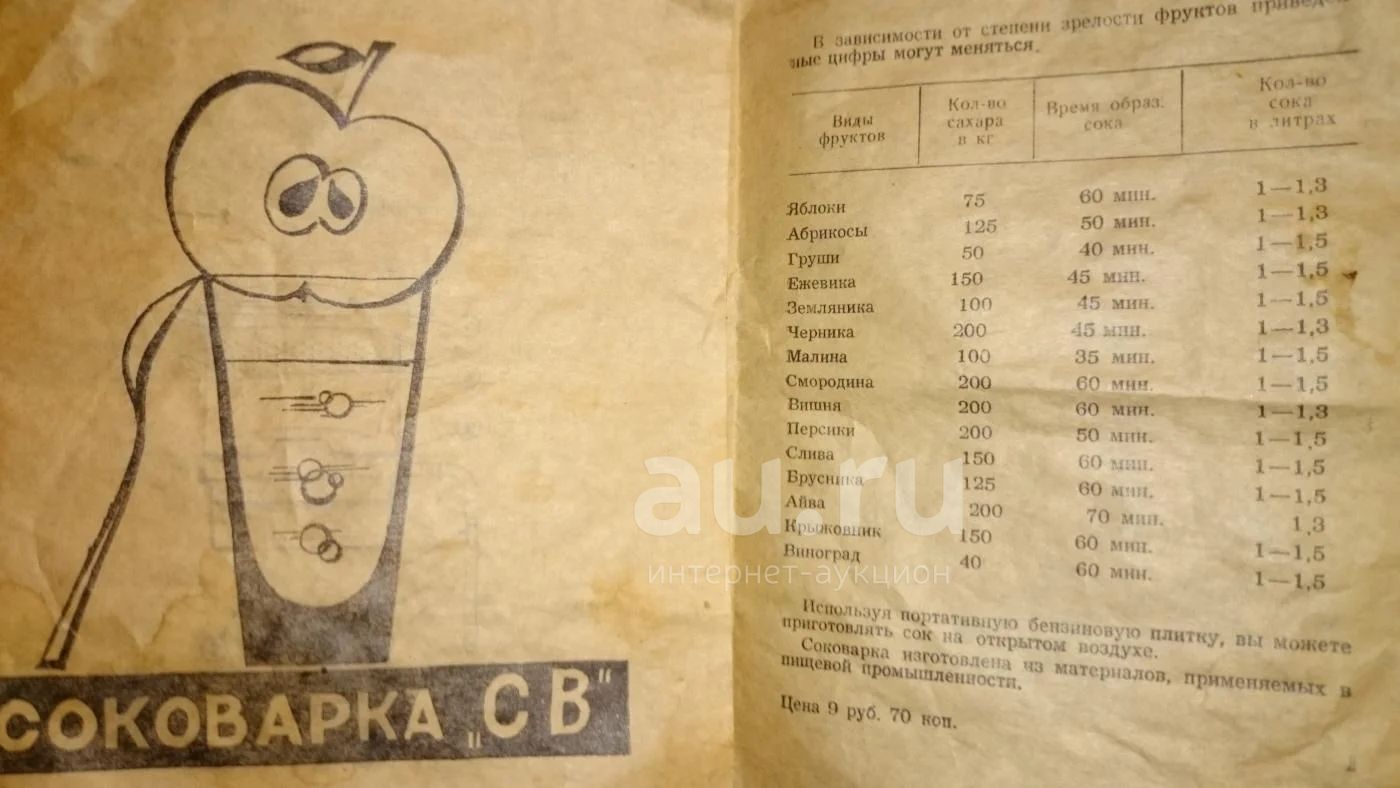 СОКОВАРКА „СВ“
В зависимости от степени зрелости фруктов
ные цифры могут меняться.
Виды фруктов
Кол-во сахара в кг
Время образ. сока
Кол-во сока в литрах
Яблоки 75 60 мин. 1—1,3
Абрикосы 125 50 мин. 1—1,3
Груши 50 40 мин. 1—1,5
Ежевика 150 45 мин. 1—1,5
Земляника 100 45 мин. 1—1,5
Черника 200 45 мин. 1—1,3
Малина 100 35 мин. 1—1,5
Смородина 200 60 мин. 1—1,5
Вишня 200 60 мин. 1—1,3
Персики 200 50 мин. 1—1,5
Слива 150 60 мин. 1—1,5
Брусника 125 60 мин. 1—1,5
Айва 200 70 мин. 1,3
Крыжовник 150 60 мин. 1—1,5
Виноград 40 60 мин. 1—1,5
Используя портативную бензиновую плитку, вы можете
приготовлять сок на открытом воздухе.
Соковарка изготовлена из материалов, применяемых в
пищевой промышленности.
Цена 9 руб. 70 коп.
au.ru
интернет-аукцион